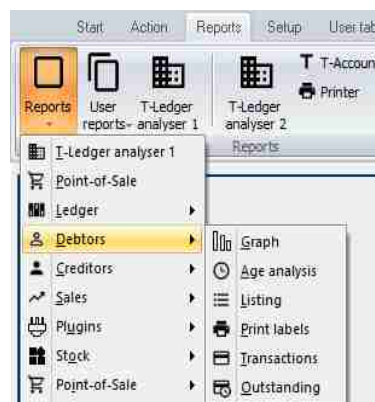 Start Action Reports Setup User tab
Reports User reports T-Ledger analyser 1 T-Ledger analyser 2 T-Accoun
Printer
Reports
T-Ledger analyser 1
Point-of-Sale
Ledger
Debtors
Creditors
Sales
Plugins
Stock
Point-of-Sale
Graph
Age analysis
Listing
Print labels
Transactions
Outstanding